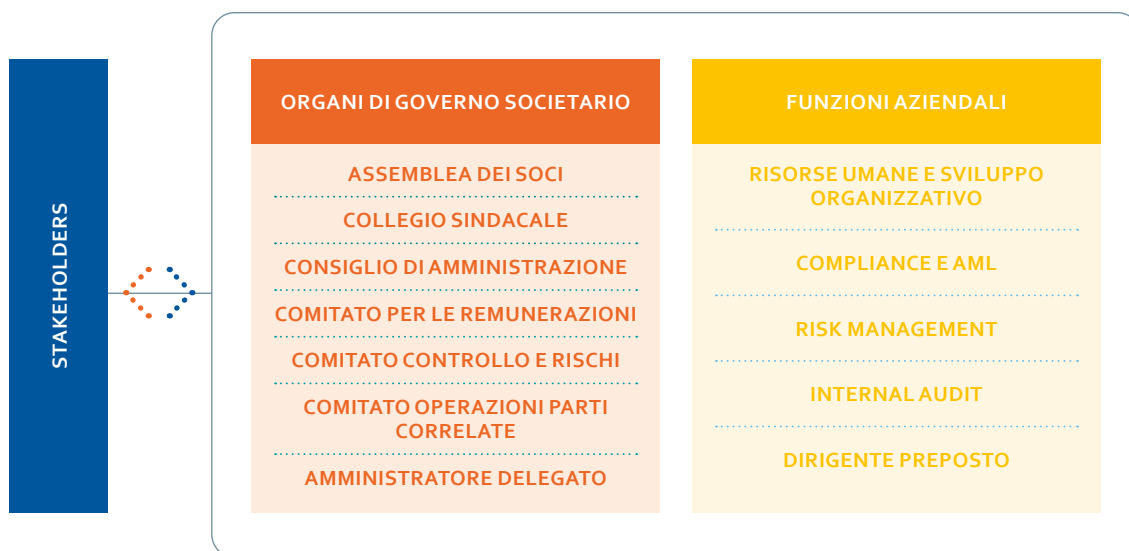 STAKEHOLDERS
ORGANI DI GOVERNO SOCIETARIO
ASSEMBLEA DEI SOCI
COLLEGIO SINDACALE
CONSIGLIO DI AMMINISTRAZIONE
COMITATO PER LE REMUNERAZIONI
COMITATO CONTROLLO E RISCHI
COMITATO OPERAZIONI PARTI
CORRELATE
AMMINISTRATORE DELEGATO
FUNZIONI AZIENDALI
RISORSE UMANE E SVILUPPO
ORGANIZZATIVO
COMPLIANCE E AML
RISK MANAGEMENT
INTERNAL AUDIT
DIRIGENTE PREPOSTO